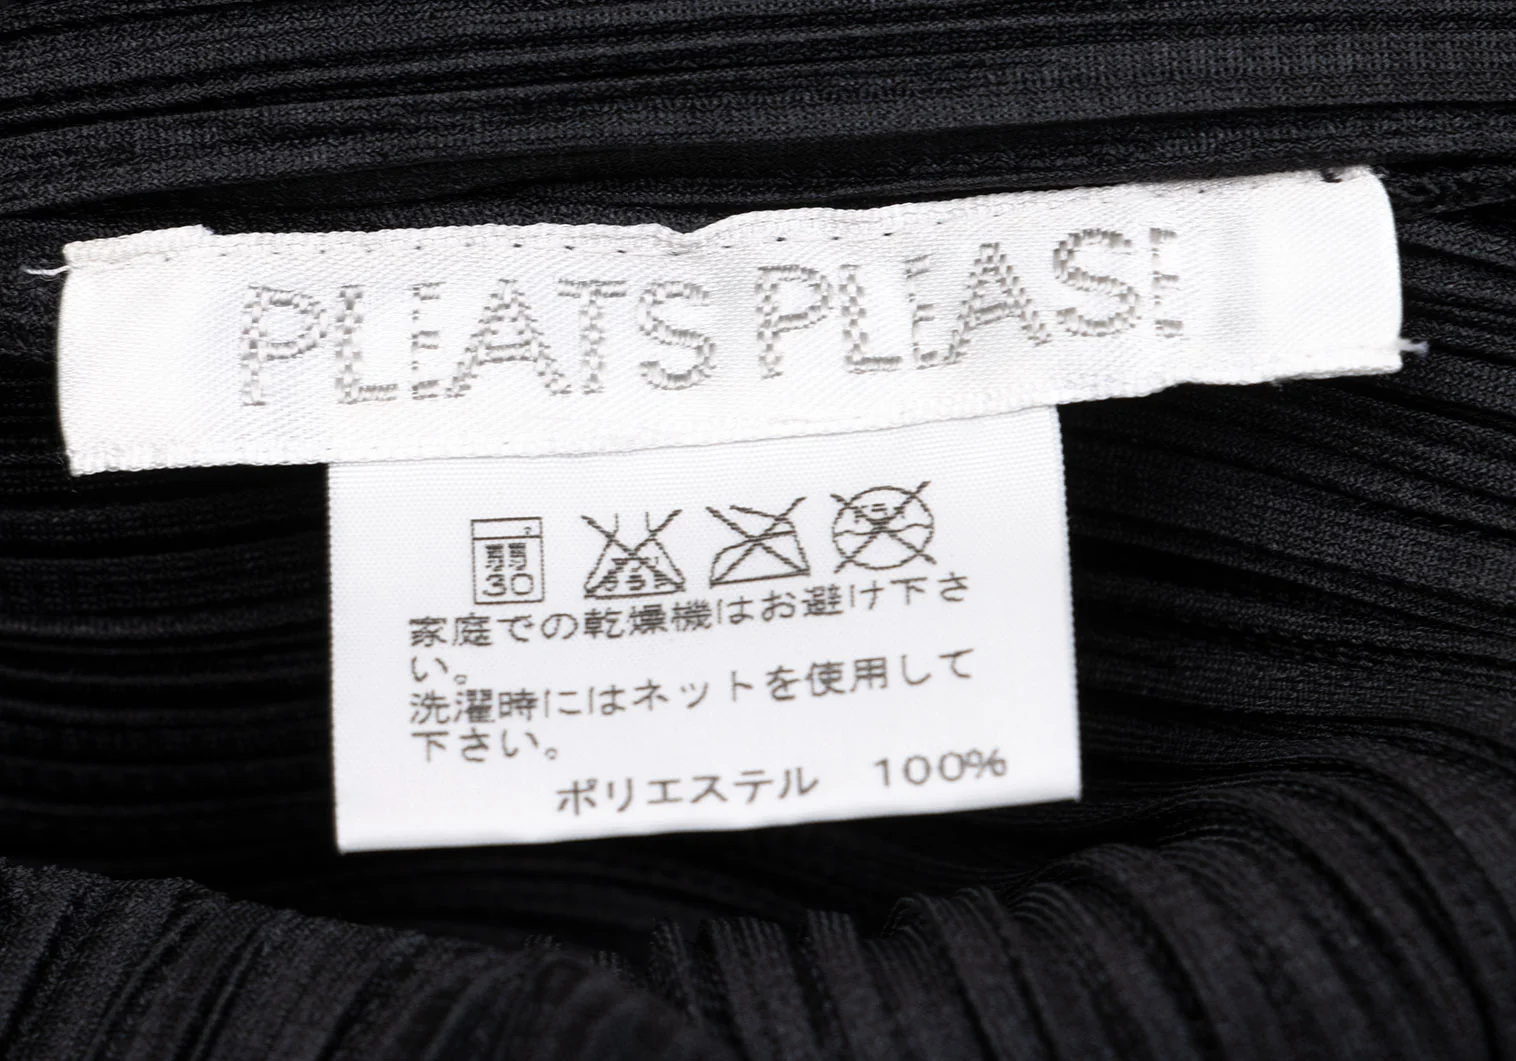 PLEATS PLEASE
30
家庭での乾燥機はお避け下さ
い。
洗濯時にはネットを使用して
下さい。
ポリエステル 100%